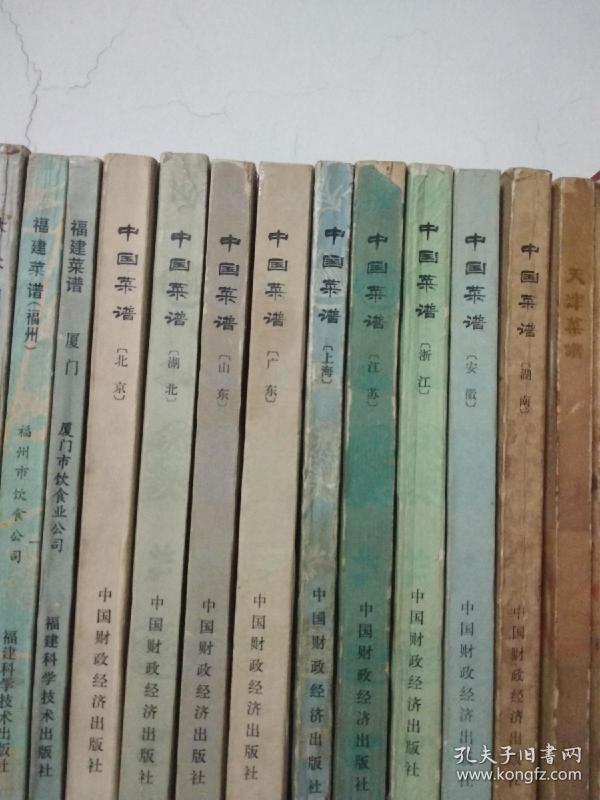 福建菜谱(福州)
福州市饮食公司
福建科学技术出版社
福建菜谱
厦门
厦门市饮食业公司
福建科学技术出版社
中国菜谱
〔北京〕
中国财政经济出版社
中国菜谱
〔湖北〕
中国财政经济出版社
中国菜谱
〔山东〕
中国财政经济出版社
中国菜谱
〔广东〕
中国财政经济出版社
中国菜谱
〔上海〕
中国财政经济出版社
中国菜谱
〔江苏〕
中国财政经济出版社
中国菜谱
〔浙江〕
中国财政经济出版社
中国菜谱
〔安徽〕
中国财政经济出版社
中国菜谱
〔湖南〕
中国财政经济出版社
天津菜谱
孔夫子旧书网
www.kongfz.com